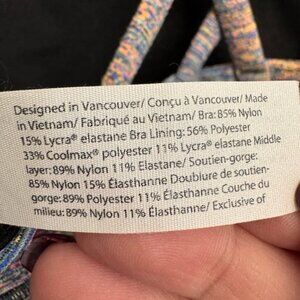 Designed in Vancouver/ Conçu à Vancouver/ Made
in Vietnam/ Fabriqué au Vietnam/ Bra: 85% Nylon
15% Lycra® elastane Bra Lining: 56% Polyester
33% Coolmax® polyester 11% Lycra® elastane Middle
layer: 89% Nylon 11% Elastane/ Soutien-gorge:
85% Nylon 15% Élasthanne Doublure de soutien-
gorge: 89% Polyester 11% Élasthanne Couche du
milieu: 89% Nylon 11% Élasthanne/ Exclusive of